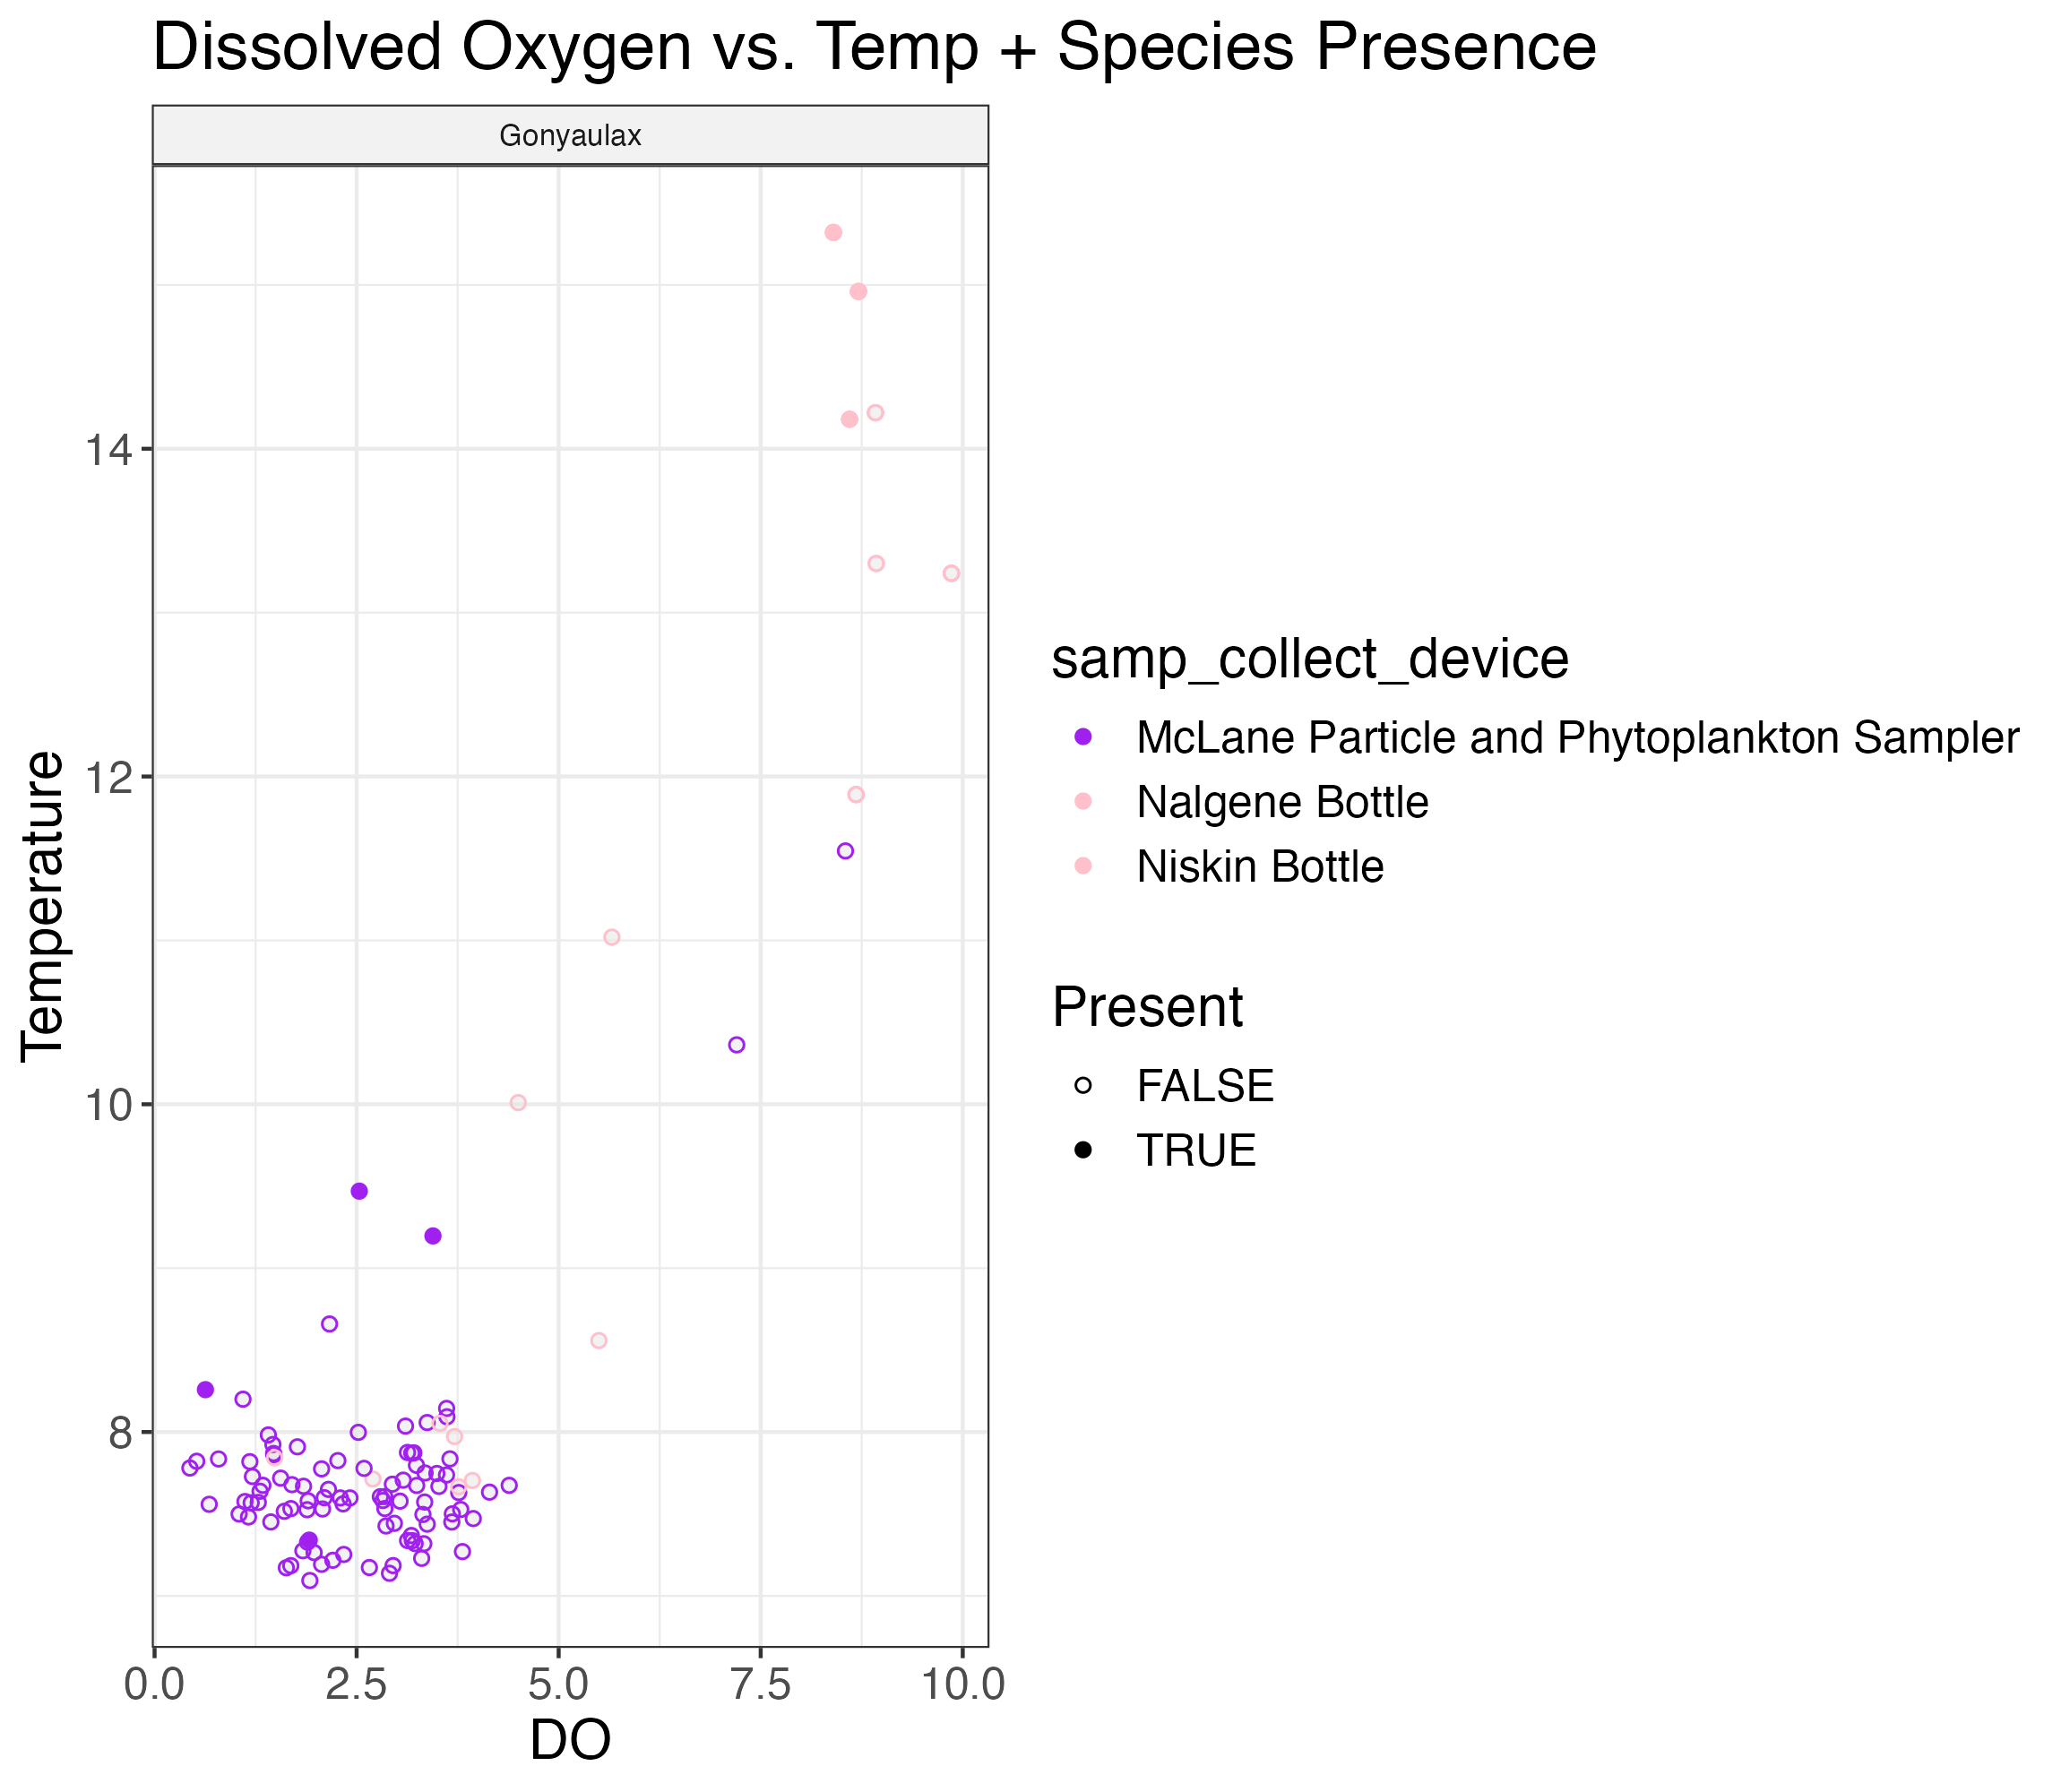 Dissolved Oxygen vs. Temp + Species Presence
Gonyaulax
14
12
10
8
Temperature
0.0 2.5 5.0 7.5 10.0
DO
samp_collect_device
McLane Particle and Phytoplankton Sampler
Nalgene Bottle
Niskin Bottle
Present
FALSE
TRUE